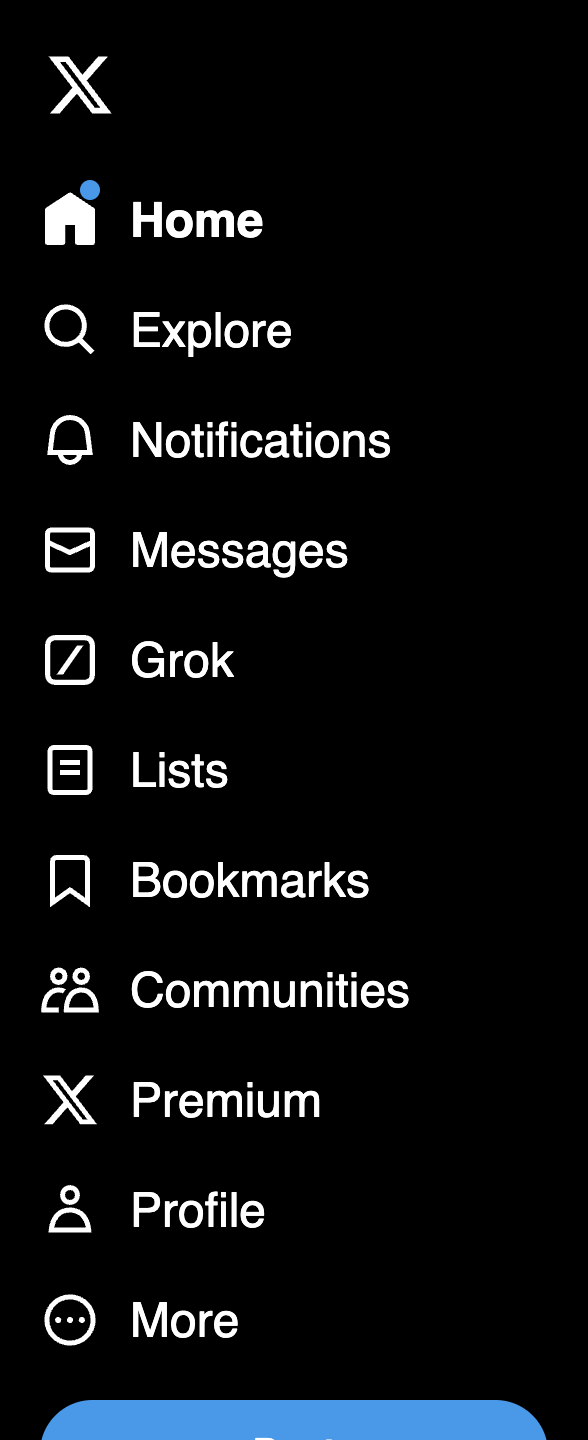 Home
Explore
Notifications
Messages
Grok
Lists
Bookmarks
Communities
Premium
Profile
More